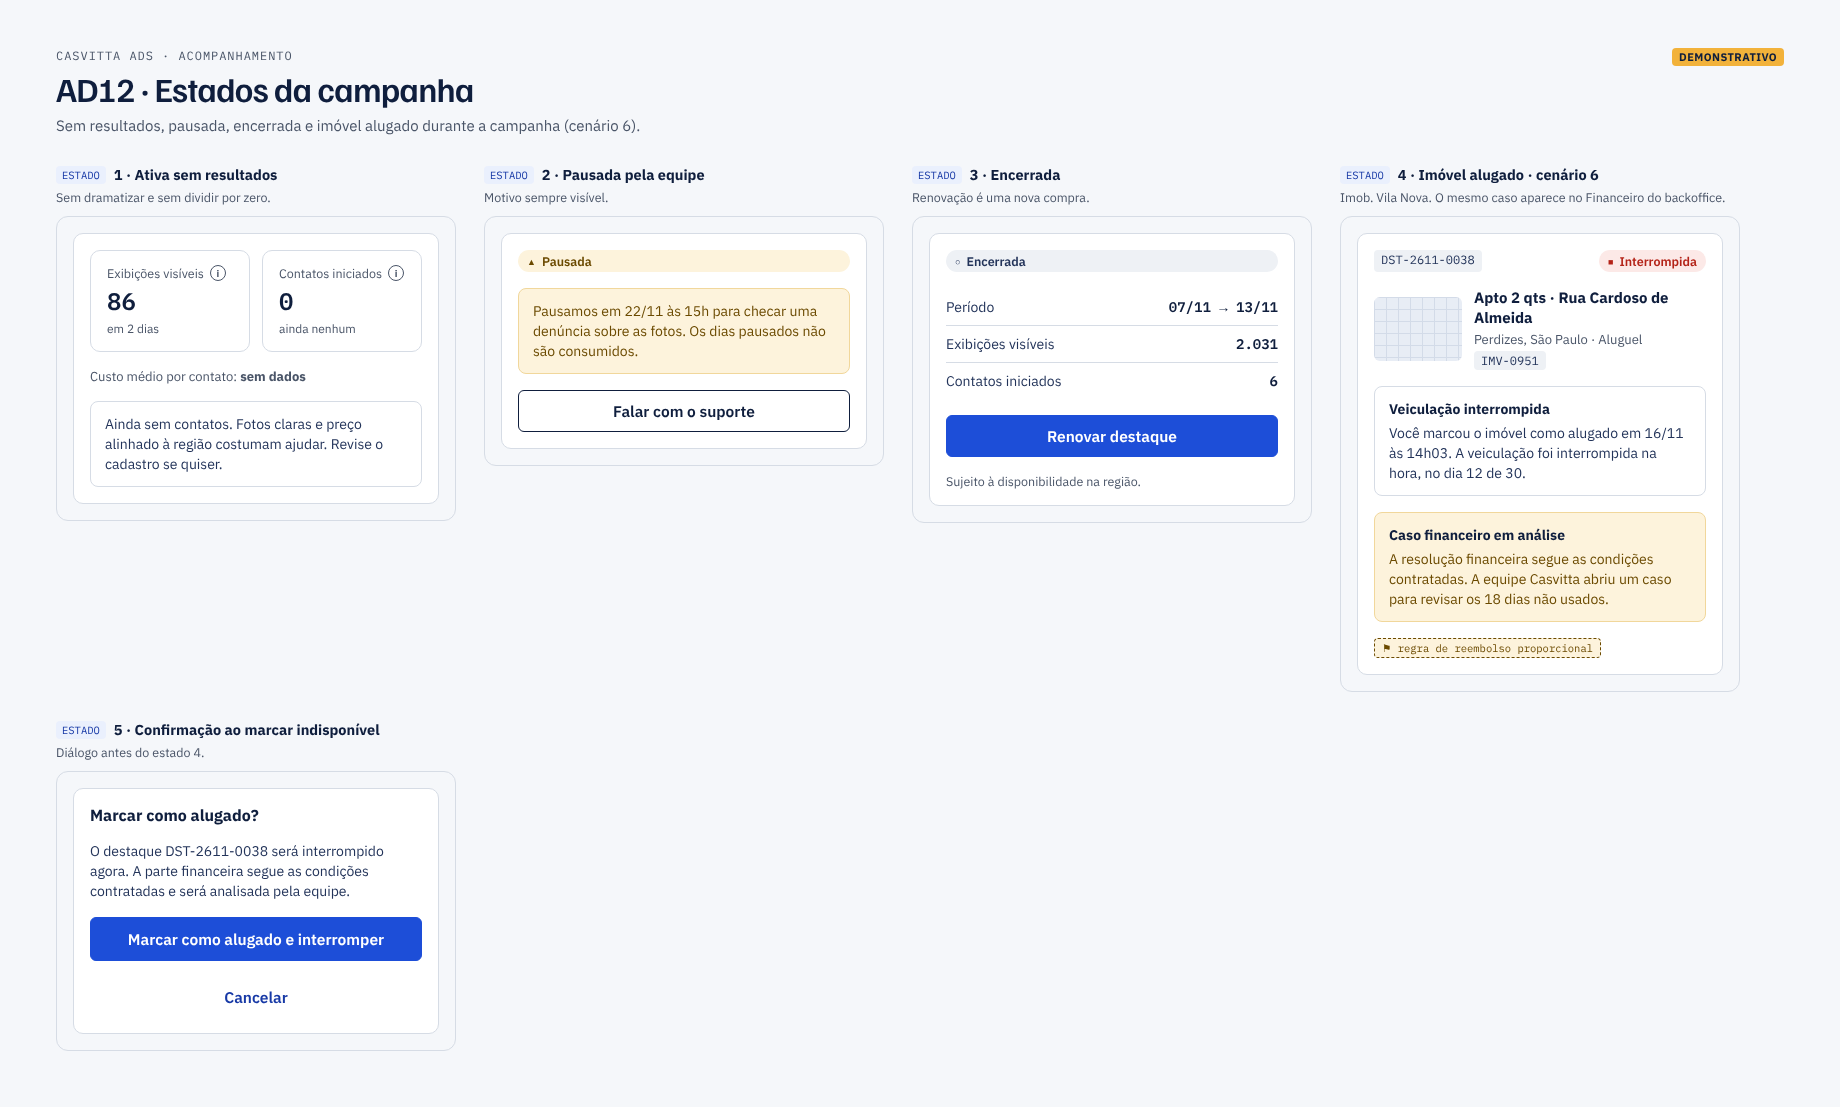 CASVITTA ADS · ACOMPANHAMENTO
DEMONSTRATIVO
AD12 · Estados da campanha
Sem resultados, pausada, encerrada e imóvel alugado durante a campanha (cenário 6).
ESTADO 1 · Ativa sem resultados
Sem dramatizar e sem dividir por zero.
Exibições visíveis
86
em 2 dias
Contatos iniciados
0
ainda nenhum
Custo médio por contato: sem dados
Ainda sem contatos. Fotos claras e preço
alinhado à região costumam ajudar. Revise o
cadastro se quiser.
ESTADO 2 · Pausada pela equipe
Motivo sempre visível.
▲ Pausada
Pausamos em 22/11 às 15h para checar uma
denúncia sobre as fotos. Os dias pausados não
são consumidos.
Falar com o suporte
ESTADO 3 · Encerrada
Renovação é uma nova compra.
○ Encerrada
Período 07/11 → 13/11
Exibições visíveis 2.031
Contatos iniciados 6
Renovar destaque
Sujeito à disponibilidade na região.
ESTADO 4 · Imóvel alugado · cenário 6
Imob. Vila Nova. O mesmo caso aparece no Financeiro do backoffice.
DST-2611-0038
■ Interrompida
Apto 2 qts · Rua Cardoso de
Almeida
Perdizes, São Paulo · Aluguel
IMV-0951
Veiculação interrompida
Você marcou o imóvel como alugado em 16/11
às 14h03. A veiculação foi interrompida na
hora, no dia 12 de 30.
Caso financeiro em análise
A resolução financeira segue as condições
contratadas. A equipe Casvitta abriu um caso
para revisar os 18 dias não usados.
⚑ regra de reembolso proporcional
ESTADO 5 · Confirmação ao marcar indisponível
Diálogo antes do estado 4.
Marcar como alugado?
O destaque DST-2611-0038 será interrompido
agora. A parte financeira segue as condições
contratadas e será analisada pela equipe.
Marcar como alugado e interromper
Cancelar